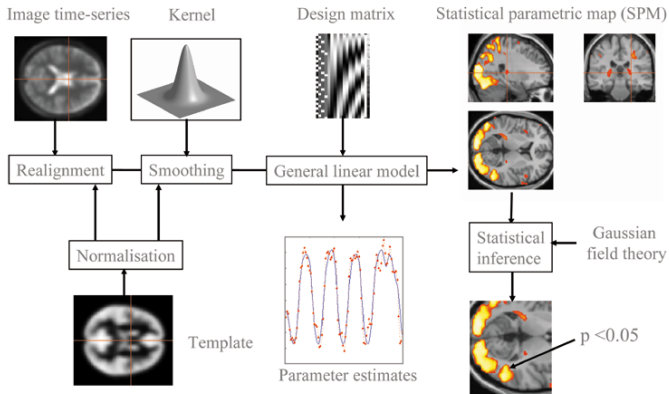 Image time-series
Kernel
Design matrix
Statistical parametric map (SPM)
Realignment
Smoothing
General linear model
Normalisation
Statistical
inference
Gaussian
field theory
Template
Parameter estimates
p <0.05